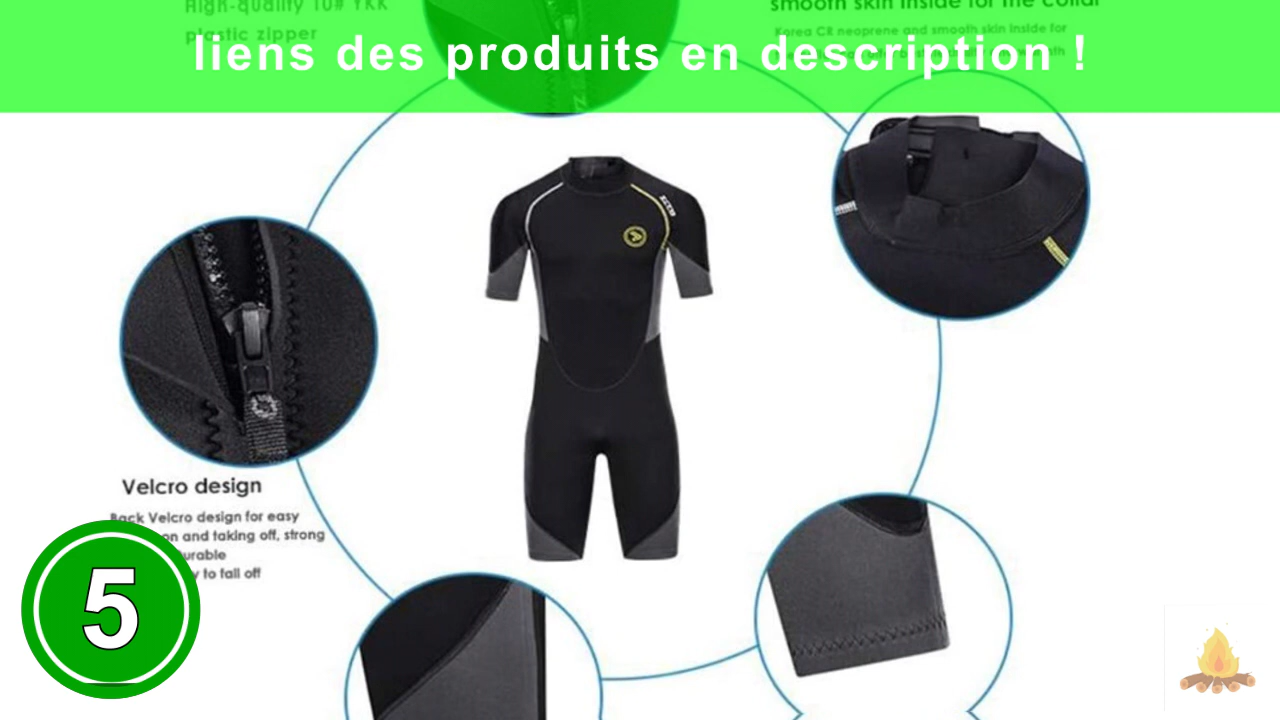 High-quality 10# YKK
plastic zipper
smooth skin inside for the collar
Korea CR neoprene and smooth skin inside for
liens des produits en description !
Velcro design
Back Velcro design for easy
on and taking off, strong
urable
to fall off
5